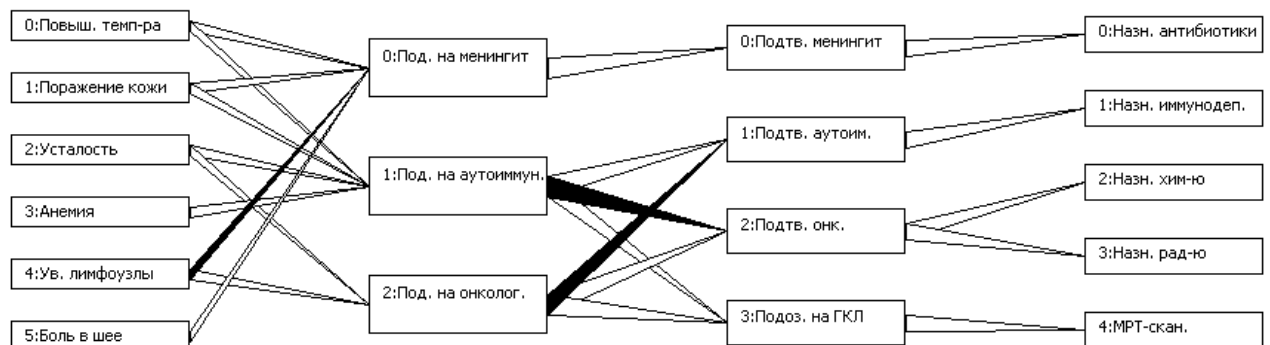 0:Повыш. темп-ра
1:Поражение кожи
2:Усталость
3:Анемия
4:Ув. лимфоузлы
5:Боль в шее
0:Под. на менингит
1:Под. на аутоиммун.
2:Под. на онколог.
0:Подтв. менингит
1:Подтв. аутоим.
2:Подтв. онк.
3:Подоз. на ГКЛ
0:Назн. антибиотики
1:Назн. иммунодеп.
2:Назн. хим-ю
3:Назн. рад-ю
4:МРТ-скан.